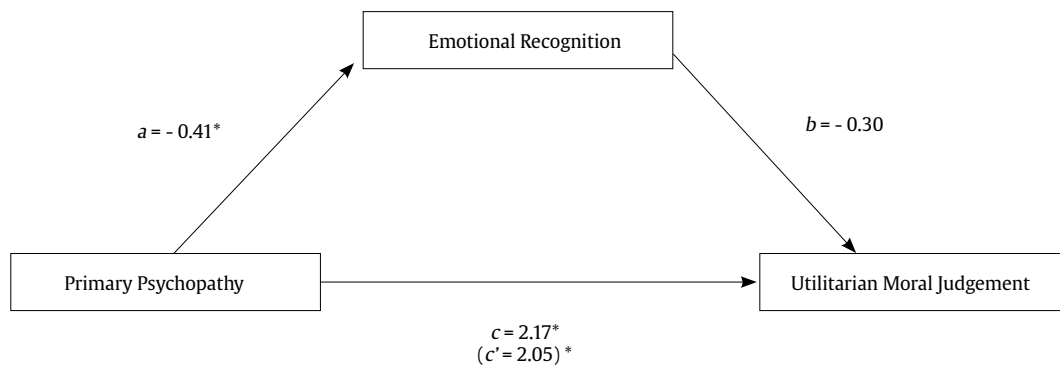 Emotional Recognition
a = - 0.41*
b = - 0.30
Primary Psychopathy
Utilitarian Moral Judgement
c = 2.17*
(c’ = 2.05) *